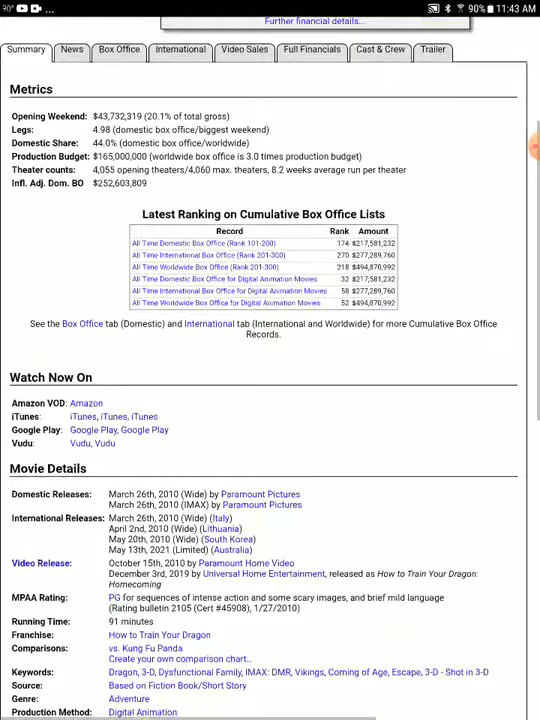 90° ... 90% 11:43 AM
Further financial details...
Summary News Box Office International Video Sales Full Financials Cast & Crew Trailer
Metrics
Opening Weekend: $43,732,319 (20.1% of total gross)
Legs: 4.98 (domestic box office/biggest weekend)
Domestic Share: 44.0% (domestic box office/worldwide)
Production Budget: $165,000,000 (worldwide box office is 3.0 times production budget)
Theater counts: 4,055 opening theaters/4,060 max. theaters, 8.2 weeks average run per theater
Infl. Adj. Dom. BO $252,603,809
Latest Ranking on Cumulative Box Office Lists
Record Rank Amount
All Time Domestic Box Office (Rank 101-200) 174 $217,581,232
All Time International Box Office (Rank 201-300) 270 $277,289,760
All Time Worldwide Box Office (Rank 201-300) 218 $494,870,992
All Time Domestic Box Office for Digital Animation Movies 32 $217,581,232
All Time International Box Office for Digital Animation Movies 58 $277,289,760
All Time Worldwide Box Office for Digital Animation Movies 52 $494,870,992
See the Box Office tab (Domestic) and International tab (International and Worldwide) for more Cumulative Box Office
Records.
Watch Now On
Amazon VOD: Amazon
iTunes: iTunes, iTunes, iTunes
Google Play: Google Play, Google Play
Vudu: Vudu, Vudu
Movie Details
Domestic Releases: March 26th, 2010 (Wide) by Paramount Pictures
March 26th, 2010 (IMAX) by Paramount Pictures
International Releases: March 26th, 2010 (Wide) (Italy)
April 2nd, 2010 (Wide) (Lithuania)
May 20th, 2010 (Wide) (South Korea)
May 13th, 2021 (Limited) (Australia)
Video Release: October 15th, 2010 by Paramount Home Video
December 3rd, 2019 by Universal Home Entertainment, released as How to Train Your Dragon:
Homecoming
MPAA Rating: PG for sequences of intense action and some scary images, and brief mild language
(Rating bulletin 2105 (Cert #45908), 1/27/2010)
Running Time: 91 minutes
Franchise: How to Train Your Dragon
Comparisons: vs. Kung Fu Panda
Create your own comparison chart...
Keywords: Dragon, 3-D, Dysfunctional Family, IMAX: DMR, Vikings, Coming of Age, Escape, 3-D - Shot in 3-D
Source: Based on Fiction Book/Short Story
Genre: Adventure
Production Method: Digital Animation